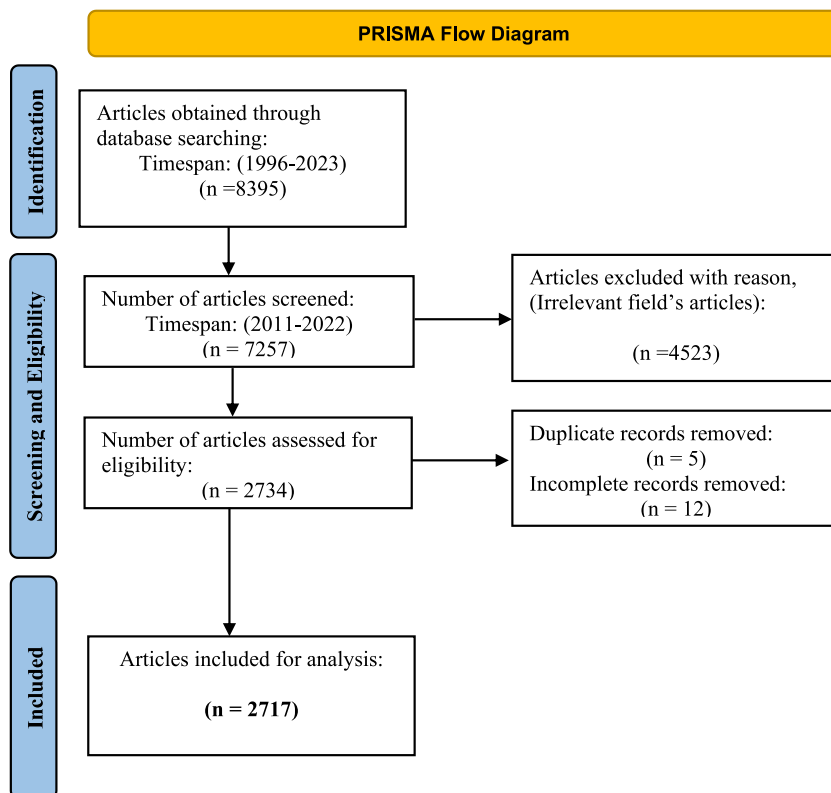 PRISMA Flow Diagram
Identification
Articles obtained through
database searching:
Timespan: (1996-2023)
(n =8395)
Screening and Eligibility
Number of articles screened:
Timespan: (2011-2022)
(n = 7257)
Articles excluded with reason,
(Irrelevant field’s articles):
(n =4523)
Number of articles assessed for
eligibility:
(n = 2734)
Duplicate records removed:
(n = 5)
Incomplete records removed:
(n = 12)
Included
Articles included for analysis:
(n = 2717)